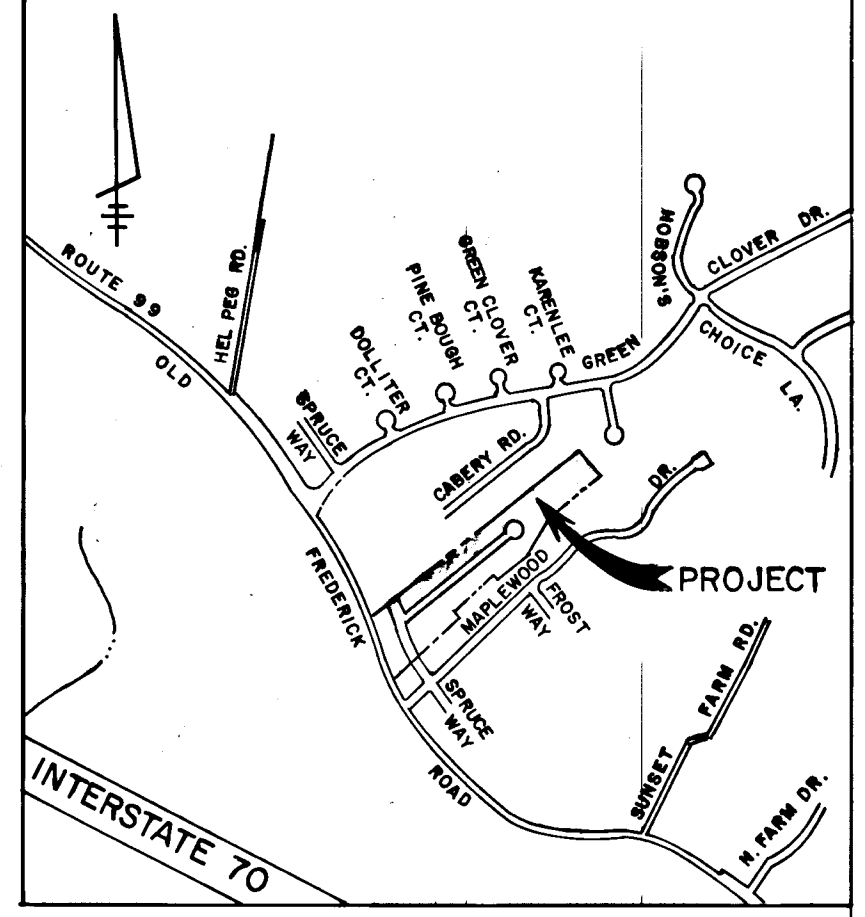 ROUTE 99
OLD
FREDERICK
ROAD
HEL PEG RD.
SPRUCE
WAY
DOLLITER
CT.
PINE BOUGH
CT.
GREEN CLOVER
CT.
KARENLEE
CT.
GREEN
CLOVER DR.
MOBSON'S
CHOICE
LA.
CABERY RD.
MAPLEWOOD
DR.
FROST
WAY
SPRUCE
WAY
PROJECT
SUNSET
FARM RD.
N. FARM DR.
INTERSTATE 70